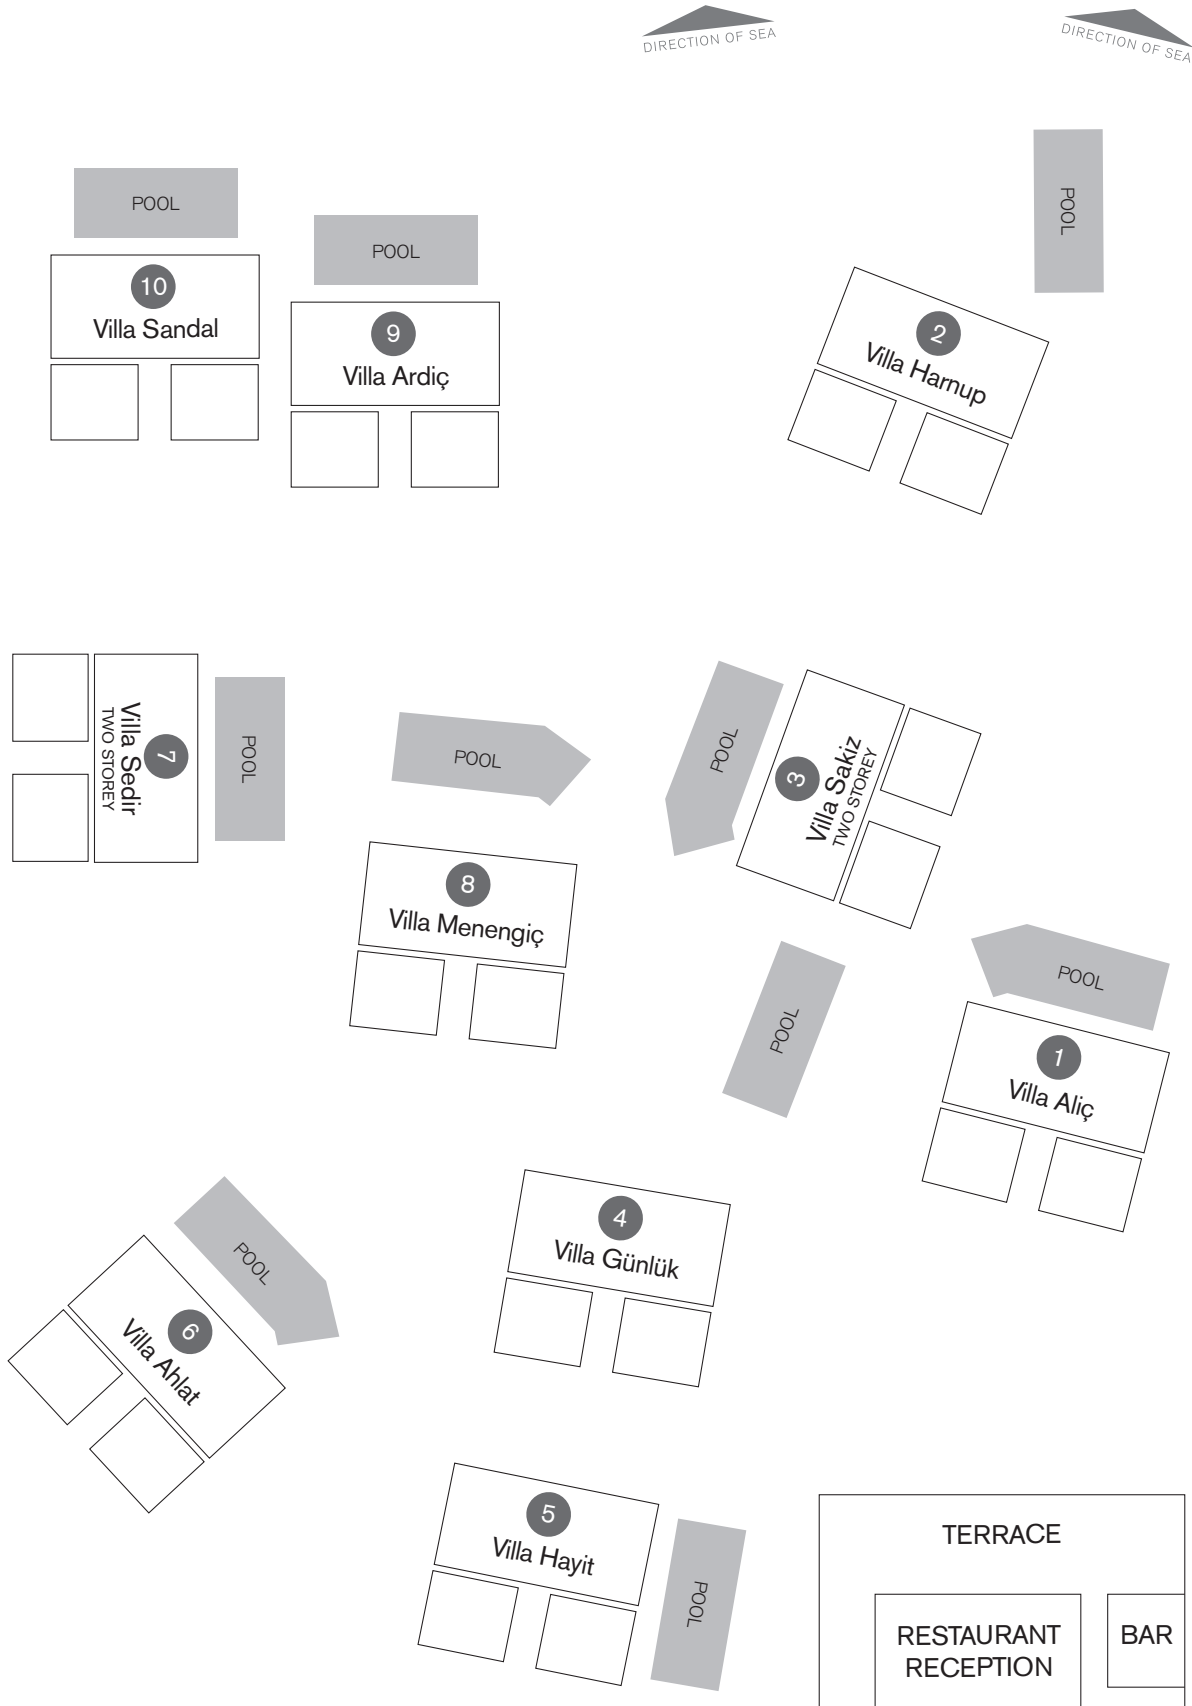 DIRECTION OF SEA
DIRECTION OF SEA
POOL
POOL
POOL
10
Villa Sandal
9
Villa Ardiç
2
Villa Harnup
7
Villa Sedir
TWO STOREY
POOL
POOL
POOL
3
Villa Sakiz
TWO STOREY
8
Villa Menengiç
POOL
POOL
1
Villa Aliç
4
Villa Günlük
POOL
6
Villa Ahlat
5
Villa Hayit
POOL
TERRACE
RESTAURANT
RECEPTION
BAR